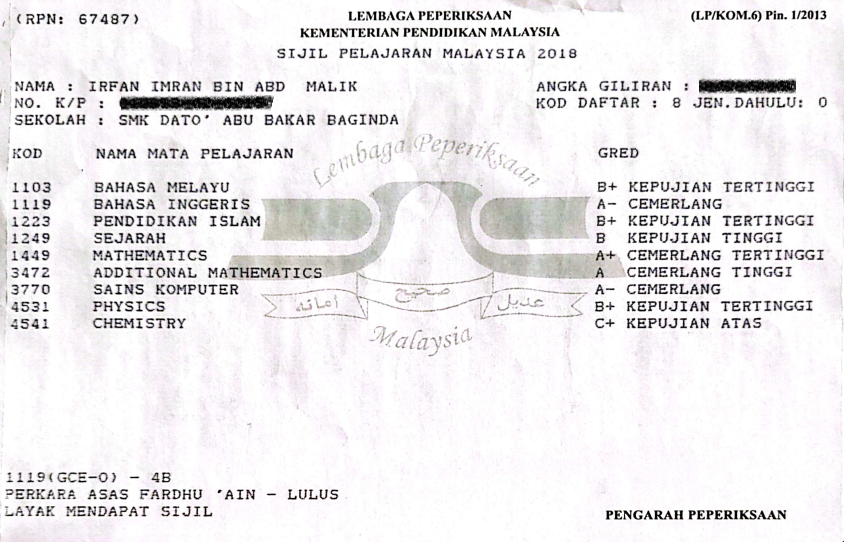 (RPN: 67487)
LEMBAGA PEPERIKSAAN
(LP/KOM.6) Pin. 1/2013
KEMENTERIAN PENDIDIKAN MALAYSIA
SIJIL PELAJARAN MALAYSIA 2018
NAMA : IRFAN IMRAN BIN ABD MALIK
ANGKA GILIRAN :
NO. K/P :
KOD DAFTAR : 8 JEN.DAHULU: 0
SEKOLAH : SMK DATO' ABU BAKAR BAGINDA
KOD NAMA MATA PELAJARAN GRED
Lembaga Peperiksaan
1103 BAHASA MELAYU B+ KEPUJIAN TERTINGGI
1119 BAHASA INGGERIS A- CEMERLANG
1223 PENDIDIKAN ISLAM B+ KEPUJIAN TERTINGGI
1249 SEJARAH B KEPUJIAN TINGGI
1449 MATHEMATICS A+ CEMERLANG TERTINGGI
3472 ADDITIONAL MATHEMATICS A CEMERLANG TINGGI
3770 SAINS KOMPUTER A- CEMERLANG
4531 PHYSICS B+ KEPUJIAN TERTINGGI
4541 CHEMISTRY C+ KEPUJIAN ATAS
عديل صحيح امانه
Malaysia
1119(GCE-O) - 4B
PERKARA ASAS FARDHU 'AIN - LULUS
LAYAK MENDAPAT SIJIL
PENGARAH PEPERIKSAAN